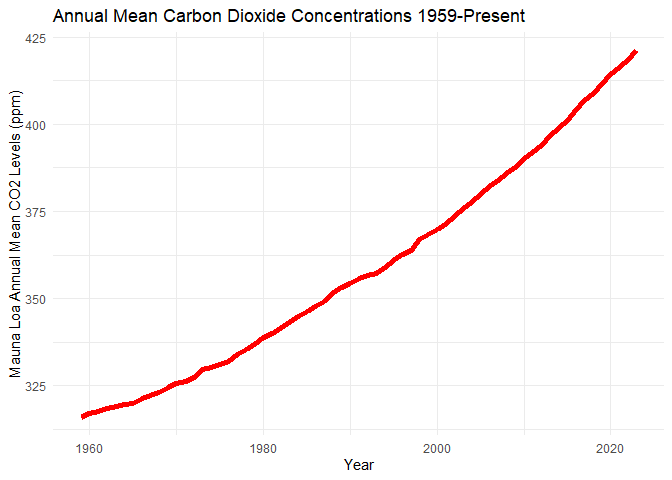 Annual Mean Carbon Dioxide Concentrations 1959-Present
Mauna Loa Annual Mean CO2 Levels (ppm)
425
400
375
350
325
1960 1980 2000 2020
Year